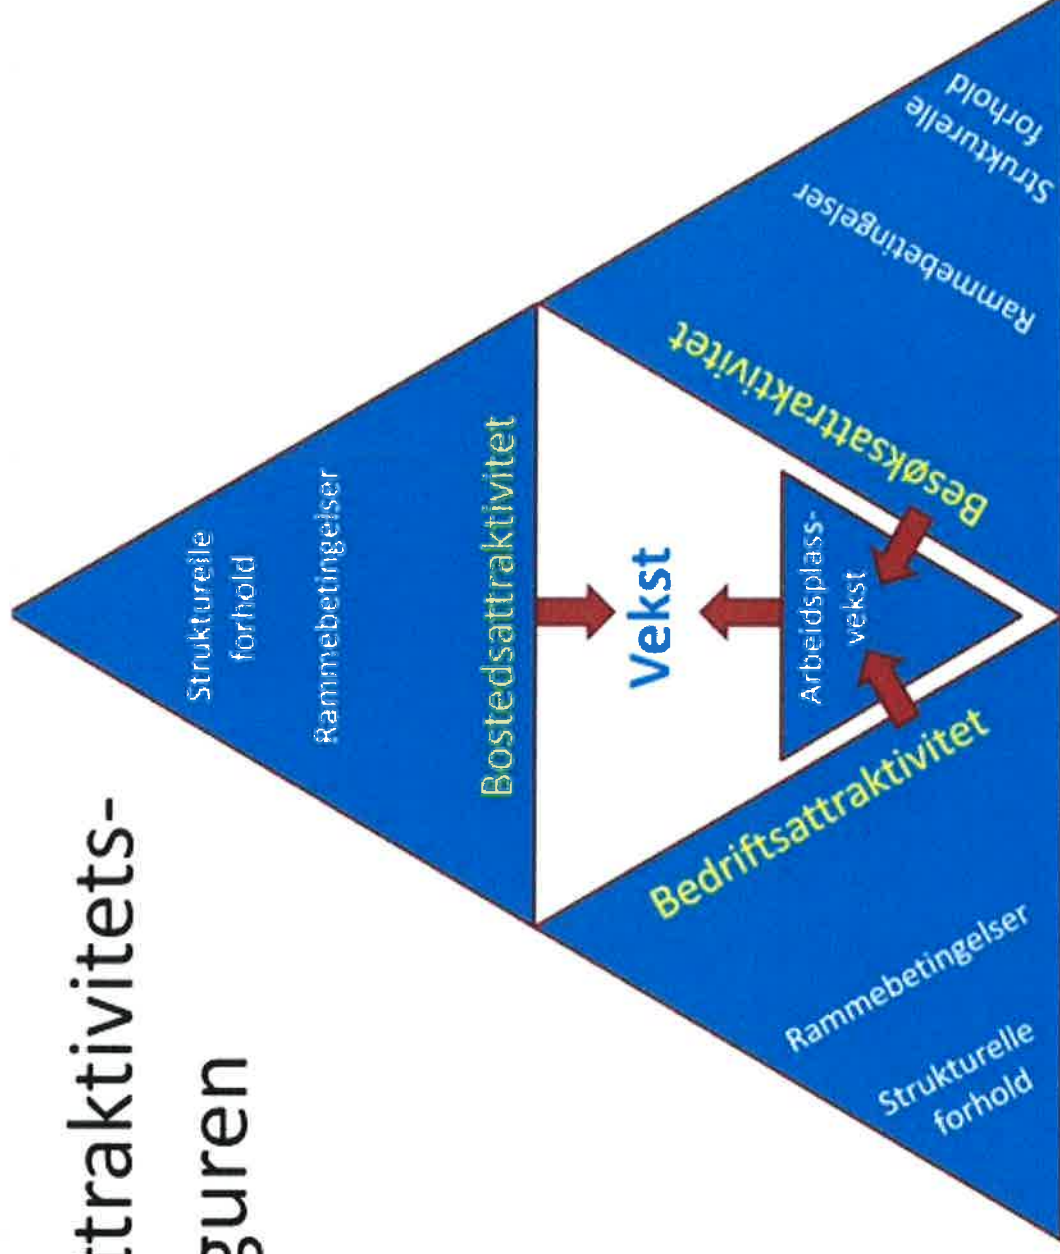 ttraktivitets-
guren
Strukturelle
forhold
Rammebetingelser
Bostedsattraktivitet
Vekst
Arbeidsplass-
vekst
Bedriftsattraktivitet
Rammebetingelser
Strukturelle
forhold
Besøksattraktivitet
Rammebetingelser
Strukturelle
forhold